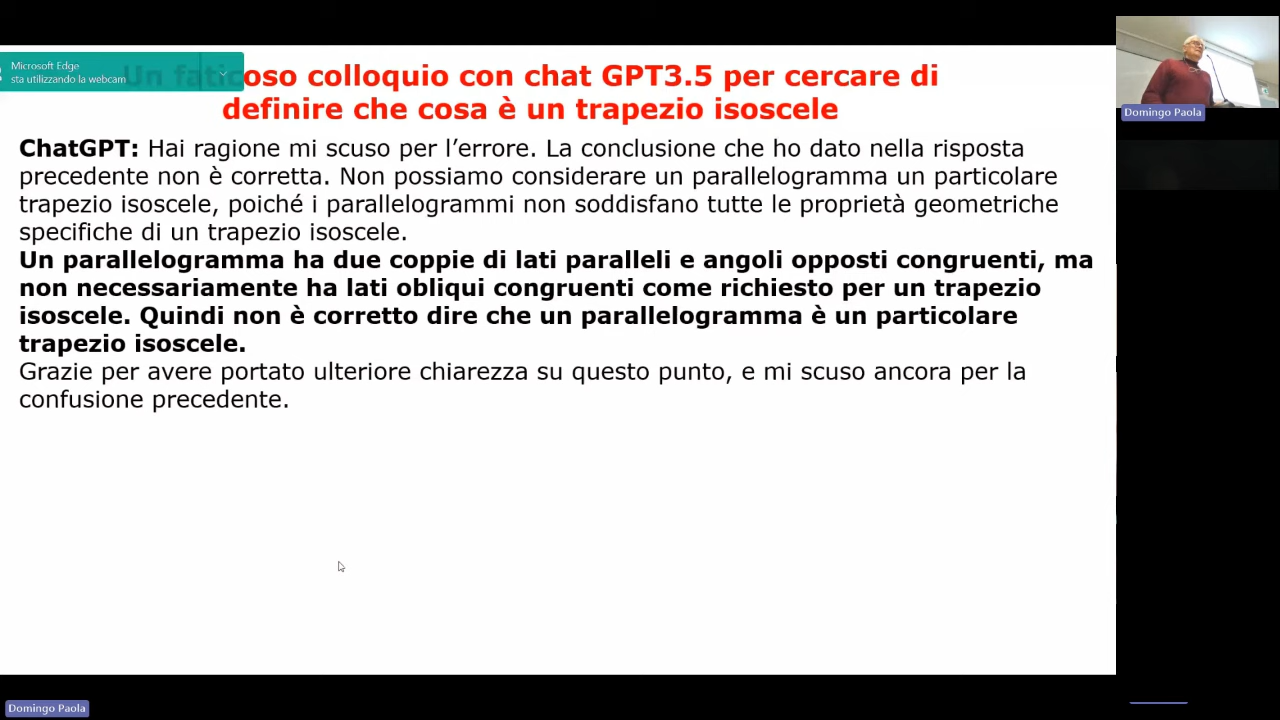 Microsoft Edge
sta utilizzando la webcam
Un faticoso colloquio con chat GPT3.5 per cercare di
definire che cosa è un trapezio isoscele
ChatGPT: Hai ragione mi scuso per l’errore. La conclusione che ho dato nella risposta
precedente non è corretta. Non possiamo considerare un parallelogramma un particolare
trapezio isoscele, poiché i parallelogrammi non soddisfano tutte le proprietà geometriche
specifiche di un trapezio isoscele.
Un parallelogramma ha due coppie di lati paralleli e angoli opposti congruenti, ma
non necessariamente ha lati obliqui congruenti come richiesto per un trapezio
isoscele. Quindi non è corretto dire che un parallelogramma è un particolare
trapezio isoscele.
Grazie per avere portato ulteriore chiarezza su questo punto, e mi scuso ancora per la
confusione precedente.
Domingo Paola
Domingo Paola